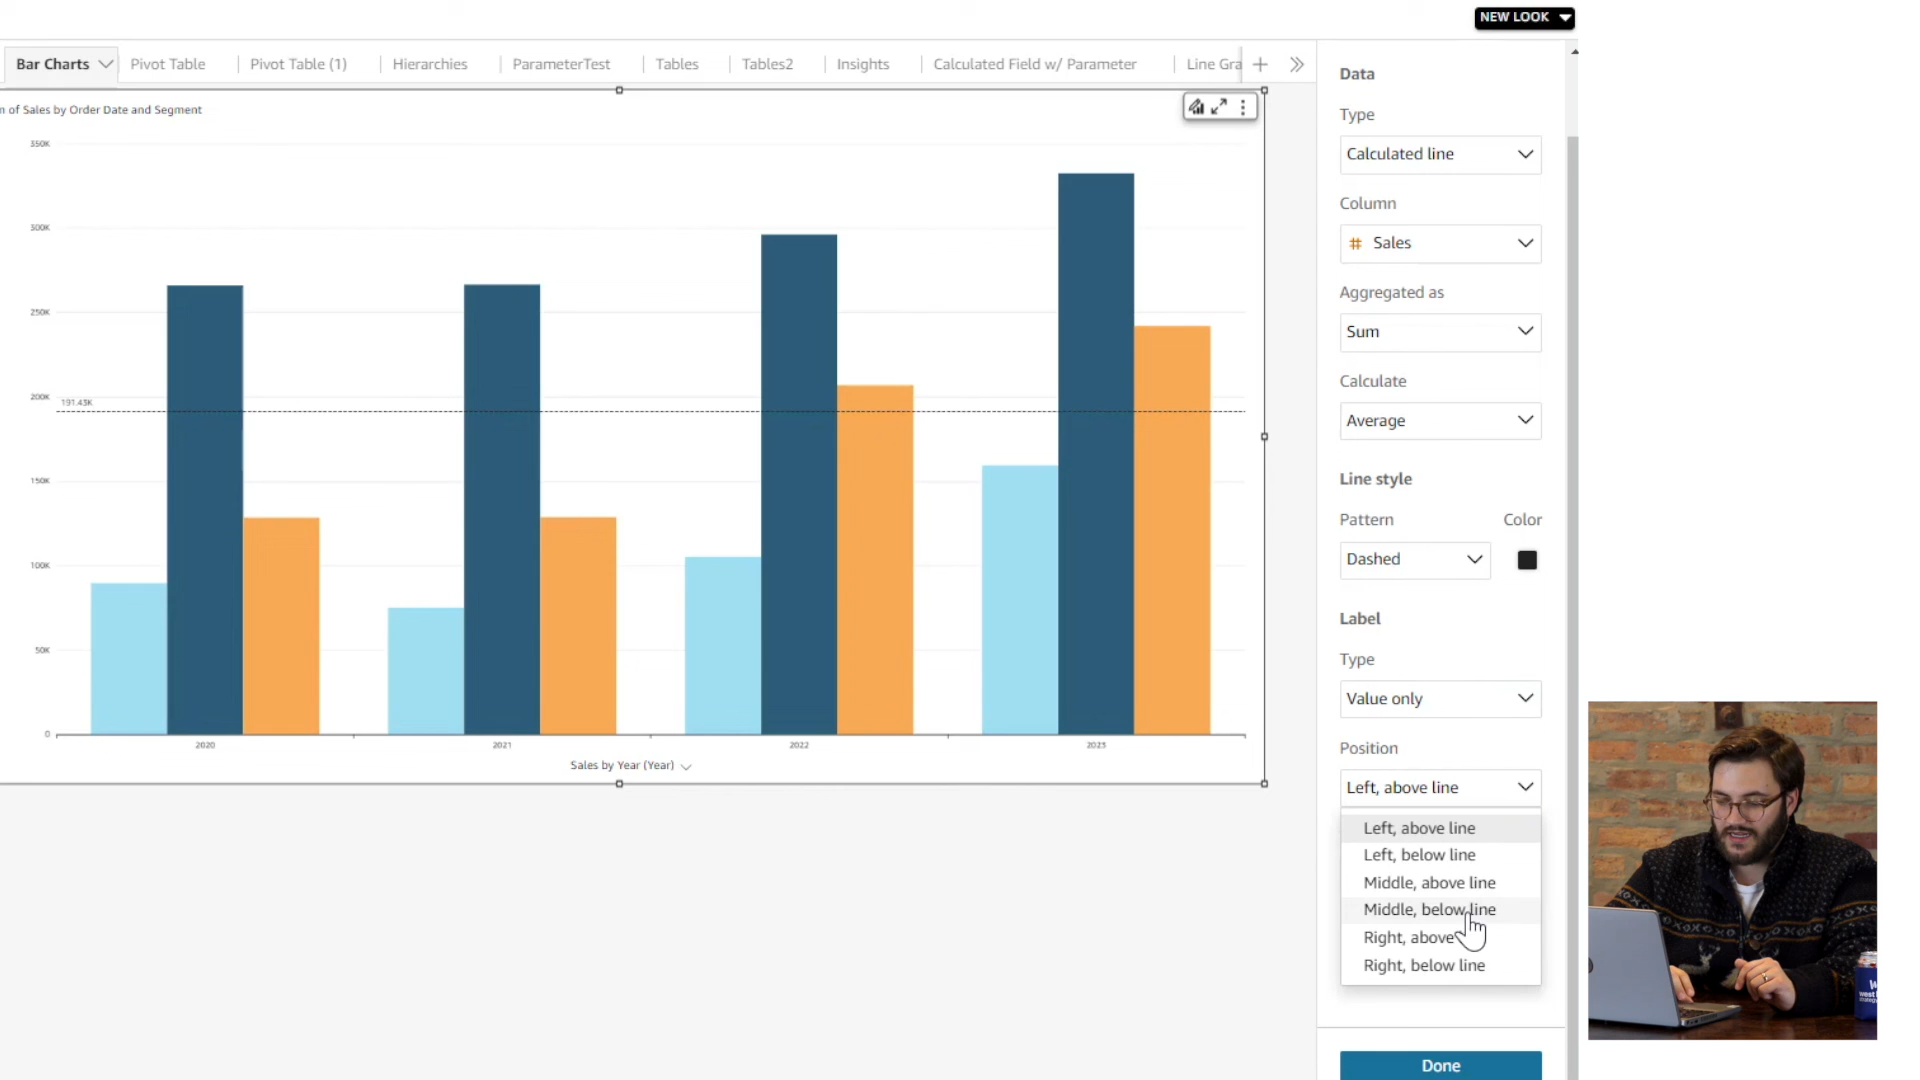 NEW LOOK
Bar Charts
Pivot Table
Pivot Table (1)
Hierarchies
ParameterTest
Tables
Tables2
Insights
Calculated Field w/ Parameter
Line Gra
n of Sales by Order Date and Segment
350K
300K
250K
200K
191.43K
150K
100K
50K
0
2020
2021
2022
2023
Sales by Year (Year)
Data
Type
Calculated line
Column
# Sales
Aggregated as
Sum
Calculate
Average
Line style
Pattern
Color
Dashed
Label
Type
Value only
Position
Left, above line
Left, above line
Left, below line
Middle, above line
Middle, below line
Right, above
Right, below line
Done